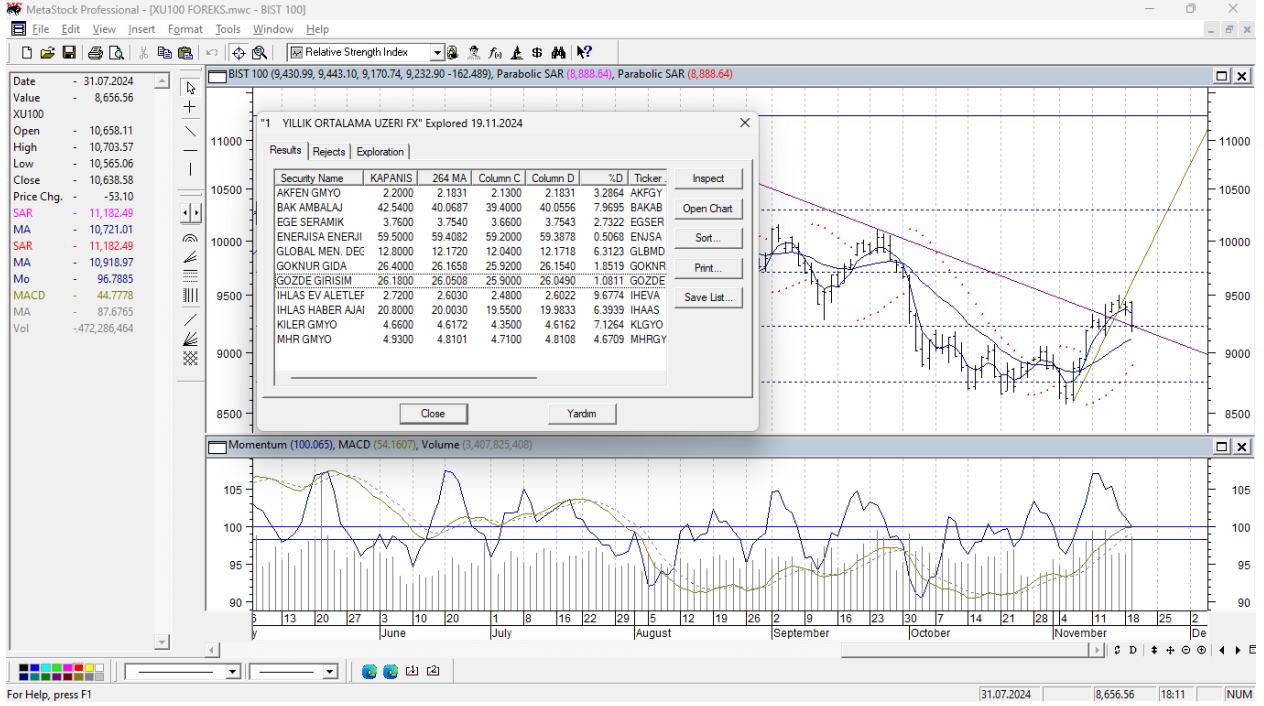 MetaStock Professional - [XU100 FOREKS.mwc - BIST 100]
File Edit View Insert Format Tools Window Help
Relative Strength Index
Date - 31.07.2024
Value - 8,656.56
XU100
Open - 10,658.11
High - 10,703.57
Low - 10,565.06
Close - 10,638.58
Price Chg. - -53.10
SAR - 11,182.49
MA - 10,721.01
SAR - 11,182.49
MA - 10,918.97
Mo - 96.7885
MACD - 44.7778
MA - 87.6765
Vol -.472,286,464
BIST 100 (9,430.99, 9,443.10, 9,170.74, 9,232.90 -162.489), Parabolic SAR (8,888.64), Parabolic SAR (8,888.64)
11000 11000
10500 10500
10000 10000
9500 9500
9000 9000
8500 8500
"1 YILLIK ORTALAMA UZERI FX" Explored 19.11.2024
Results Rejects Exploration
Security Name KAPANIS 264 MA Column C Column D %D Ticker
AKFEN GMYO 2.2000 2.1831 2.1300 2.1831 3.2864 AKFGY
BAK AMBALAJ 42.5400 40.0687 39.4000 40.0556 7.9695 BAKAB
EGE SERAMIK 3.7600 3.7540 3.6600 3.7543 2.7322 EGSER
ENERJISA ENERJI 59.5000 59.4082 59.2000 59.3878 0.5068 ENJSA
GLOBAL MEN. DEG 12.8000 12.1720 12.0400 12.1718 6.3123 GLBMD
GOKNUR GIDA 26.4000 26.1658 25.9200 26.1540 1.8519 GOKNR
GOZDE GIRISIM 26.1800 26.0508 25.9000 26.0490 1.0811 GOZDE
IHLAS EV ALETLEF 2.7200 2.6030 2.4800 2.6022 9.6774 IHEVA
IHLAS HABER AJAI 20.8000 20.0030 19.5500 19.9833 6.3939 IHAAS
KILER GMYO 4.6600 4.6172 4.3500 4.6162 7.1264 KLGYO
MHR GMYO 4.9300 4.8101 4.7100 4.8108 4.6709 MHRGY
Inspect
Open Chart
Sort...
Print...
Save List...
Close Yardım
Momentum (100.065), MACD (54.1607), Volume (3,407,825,408)
105 105
100 100
95 95
90 90
6 13 20 27 3 10 20 1 8 16 22 29 5 12 19 26 2 9 16 23 30 7 14 21 28 4 11 18 25 2
y June July August September October November De
D
For Help, press F1
31.07.2024 8,656.56 18:11 NUM